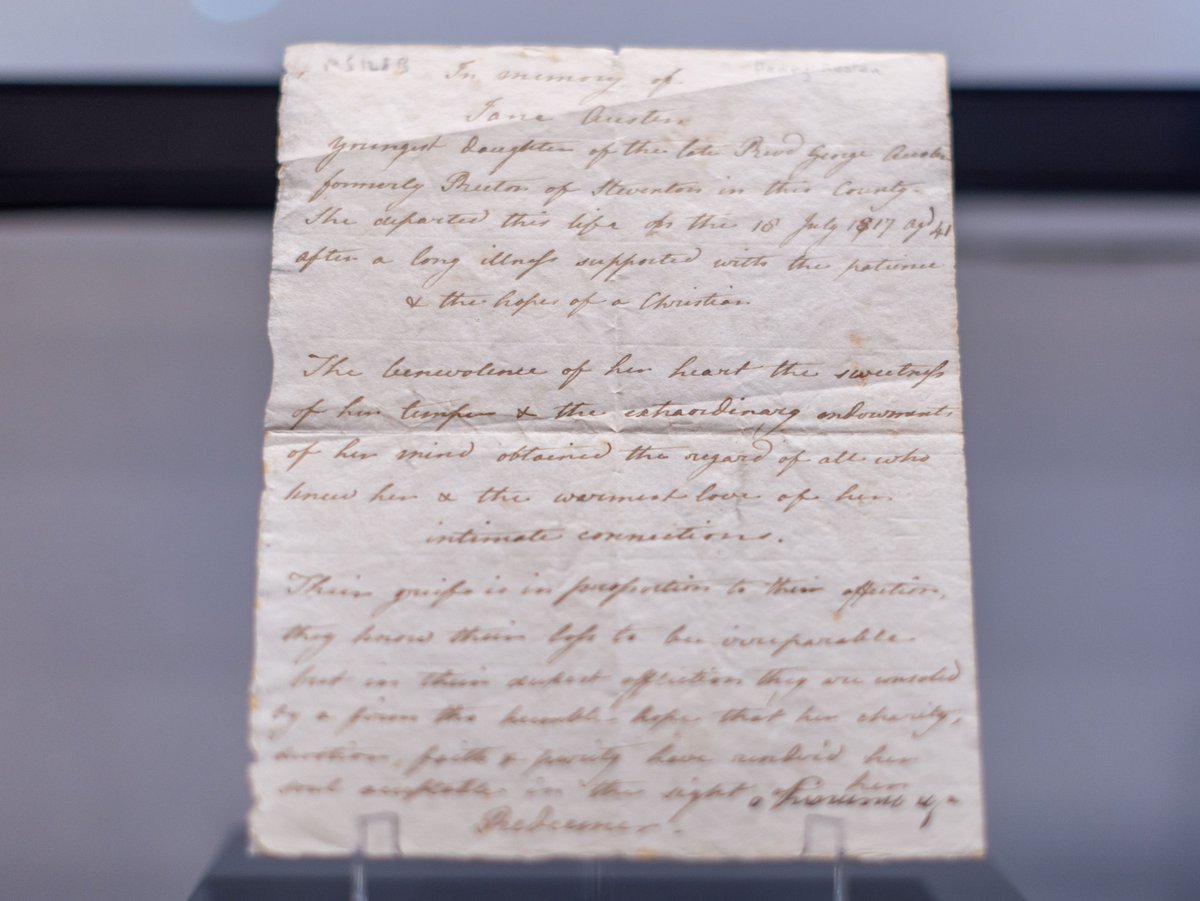 MS 128 B
In memory of
Jane Austen
youngest daughter of the late Revd George Austen
formerly Rector of Steventon in this County.
She departed this life on the 18 July 1817 agd 41
after a long illness supported with the patience
& the hopes of a Christian
The benevolence of her heart the sweetness
of her temper & the extraordinary endowments
of her mind obtained the regard of all who
knew her & the warmest love of her
intimate connections.
Their grief is in proportion to their affection,
they know their loss to be irreparable
but in their deepest affliction they are consoled
by a firm tho humble hope that her charity,
devotion, faith & purity have render'd her
soul acceptable in the sight of her
Redeemer.